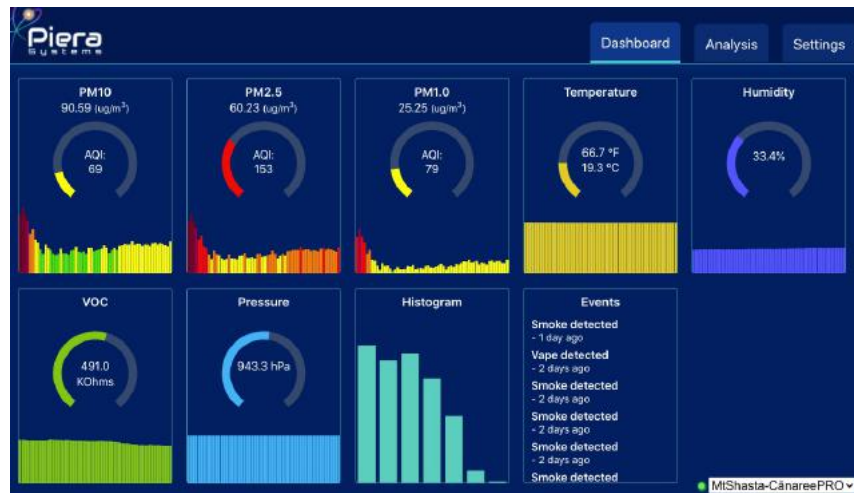 Piera
Systems
Dashboard
Analysis
Settings
PM10
90.59 (ug/m³)
AQI:
69
PM2.5
60.23 (ug/m³)
AQI:
153
PM1.0
25.25 (ug/m³)
AQI:
79
Temperature
66.7 °F
19.3 °C
Humidity
33.4%
VOC
491.0
KOhms
Pressure
943.3 hPa
Histogram
Events
Smoke detected
- 1 day ago
Vape detected
- 2 days ago
Smoke detected
- 2 days ago
Smoke detected
- 2 days ago
Smoke detected
- 2 days ago
Smoke detected
MtShasta-CänareePRO